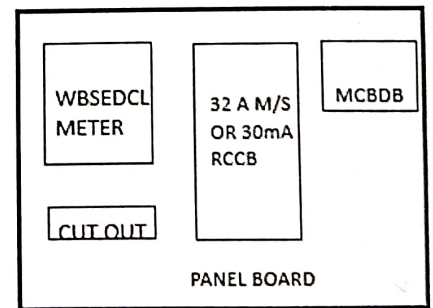 WBSEDCL
METER
32 A M/S
OR 30mA
RCCB
MCBDB
CUT OUT
PANEL BOARD